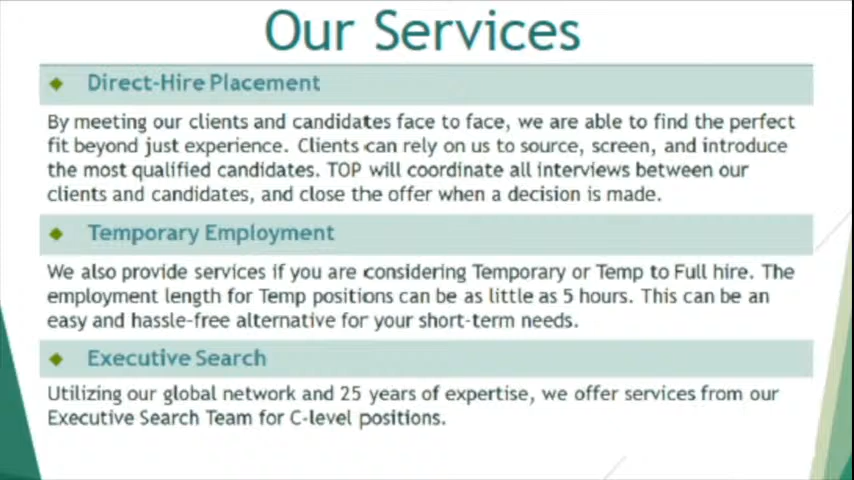 Our Services
Direct-Hire Placement
By meeting our clients and candidates face to face, we are able to find the perfect
fit beyond just experience. Clients can rely on us to source, screen, and introduce
the most qualified candidates. TOP will coordinate all interviews between our
clients and candidates, and close the offer when a decision is made.
Temporary Employment
We also provide services if you are considering Temporary or Temp to Full hire. The
employment length for Temp positions can be as little as 5 hours. This can be an
easy and hassle-free alternative for your short-term needs.
Executive Search
Utilizing our global network and 25 years of expertise, we offer services from our
Executive Search Team for C-level positions.